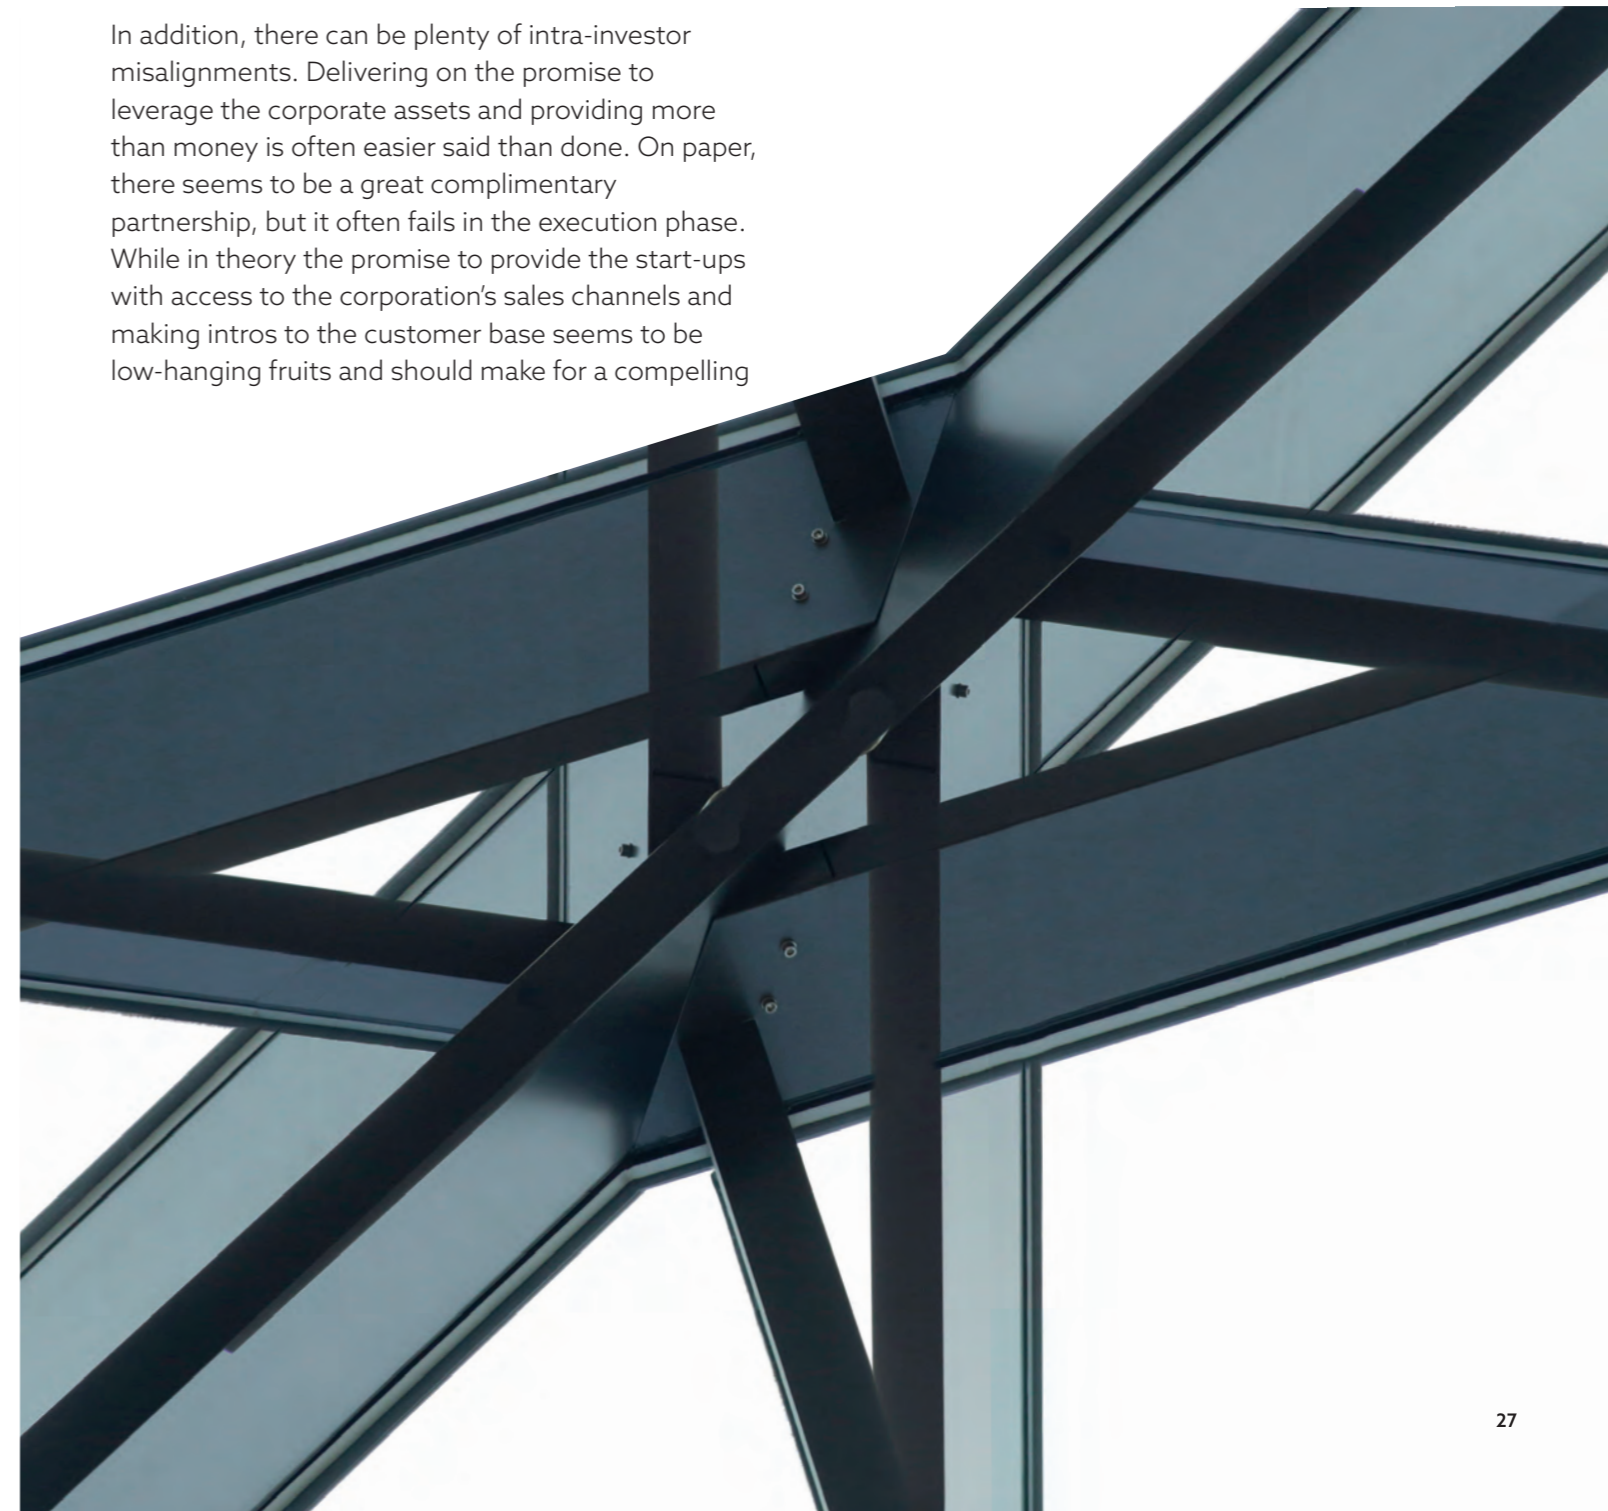 In addition, there can be plenty of intra-investor
misalignments. Delivering on the promise to
leverage the corporate assets and providing more
than money is often easier said than done. On paper,
there seems to be a great complimentary
partnership, but it often fails in the execution phase.
While in theory the promise to provide the start-ups
with access to the corporation’s sales channels and
making intros to the customer base seems to be
low-hanging fruits and should make for a compelling
27